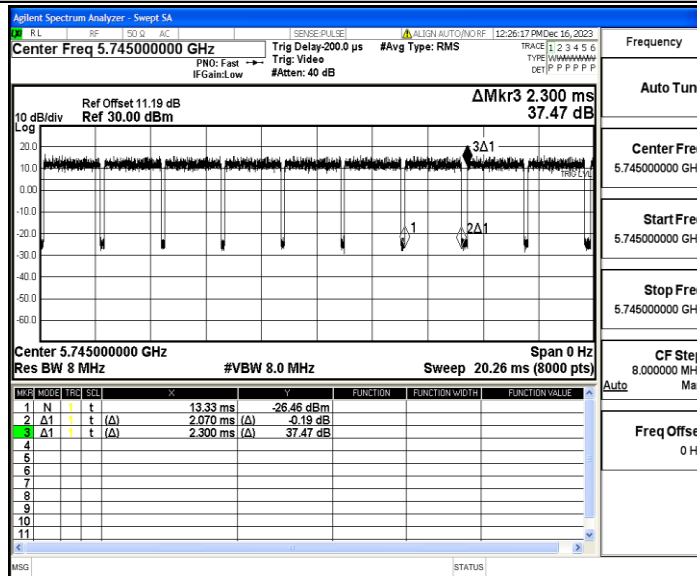 Agilent Spectrum Analyzer - Swept SA
RL RF 50 Ω AC SENSE:PULSE ALIGN AUTO/NO RF 12:26:17 PM Dec 16, 2023
Center Freq 5.745000000 GHz
PNO: Fast
IFGain:Low
Trig Delay-200.0 µs
Trig: Video
#Atten: 40 dB
#Avg Type: RMS
TRACE 1 2 3 4 5 6
TYPE
DET P P P P P P
ΔMkr3 2.300 ms
37.47 dB
Ref Offset 11.19 dB
10 dB/div Ref 30.00 dBm
Log
20.0
10.0
0.00
-10.0
-20.0
-30.0
-40.0
-50.0
-60.0
3Δ1
TRIG LVL
1
2Δ1
Center 5.745000000 GHz Span 0 Hz
Res BW 8 MHz #VBW 8.0 MHz Sweep 20.26 ms (8000 pts)
MKR MODE TRC SCL X Y FUNCTION FUNCTION WIDTH FUNCTION VALUE
1 N 1 t 13.33 ms -26.46 dBm
2 Δ1 1 t (Δ) 2.070 ms (Δ) -0.19 dB
3 Δ1 1 t (Δ) 2.300 ms (Δ) 37.47 dB
4
5
6
7
8
9
10
11
MSG STATUS
Frequency
Auto Tun
Center Fre
5.745000000 GH
Start Fre
5.745000000 GH
Stop Fre
5.745000000 GH
CF Step
8.000000 MH
Auto Ma
Freq Offse
0 H